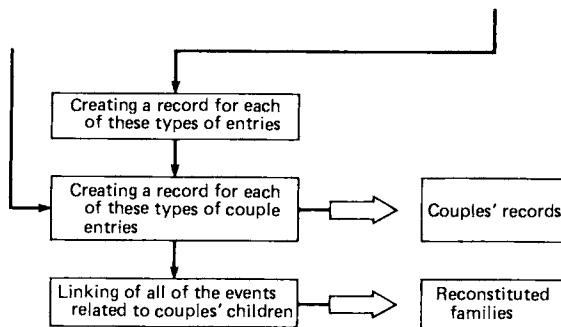 Creating a record for each
of these types of entries
Creating a record for each
of these types of couple
entries
Couples' records
Linking of all of the events
related to couples' children
Reconstituted
families